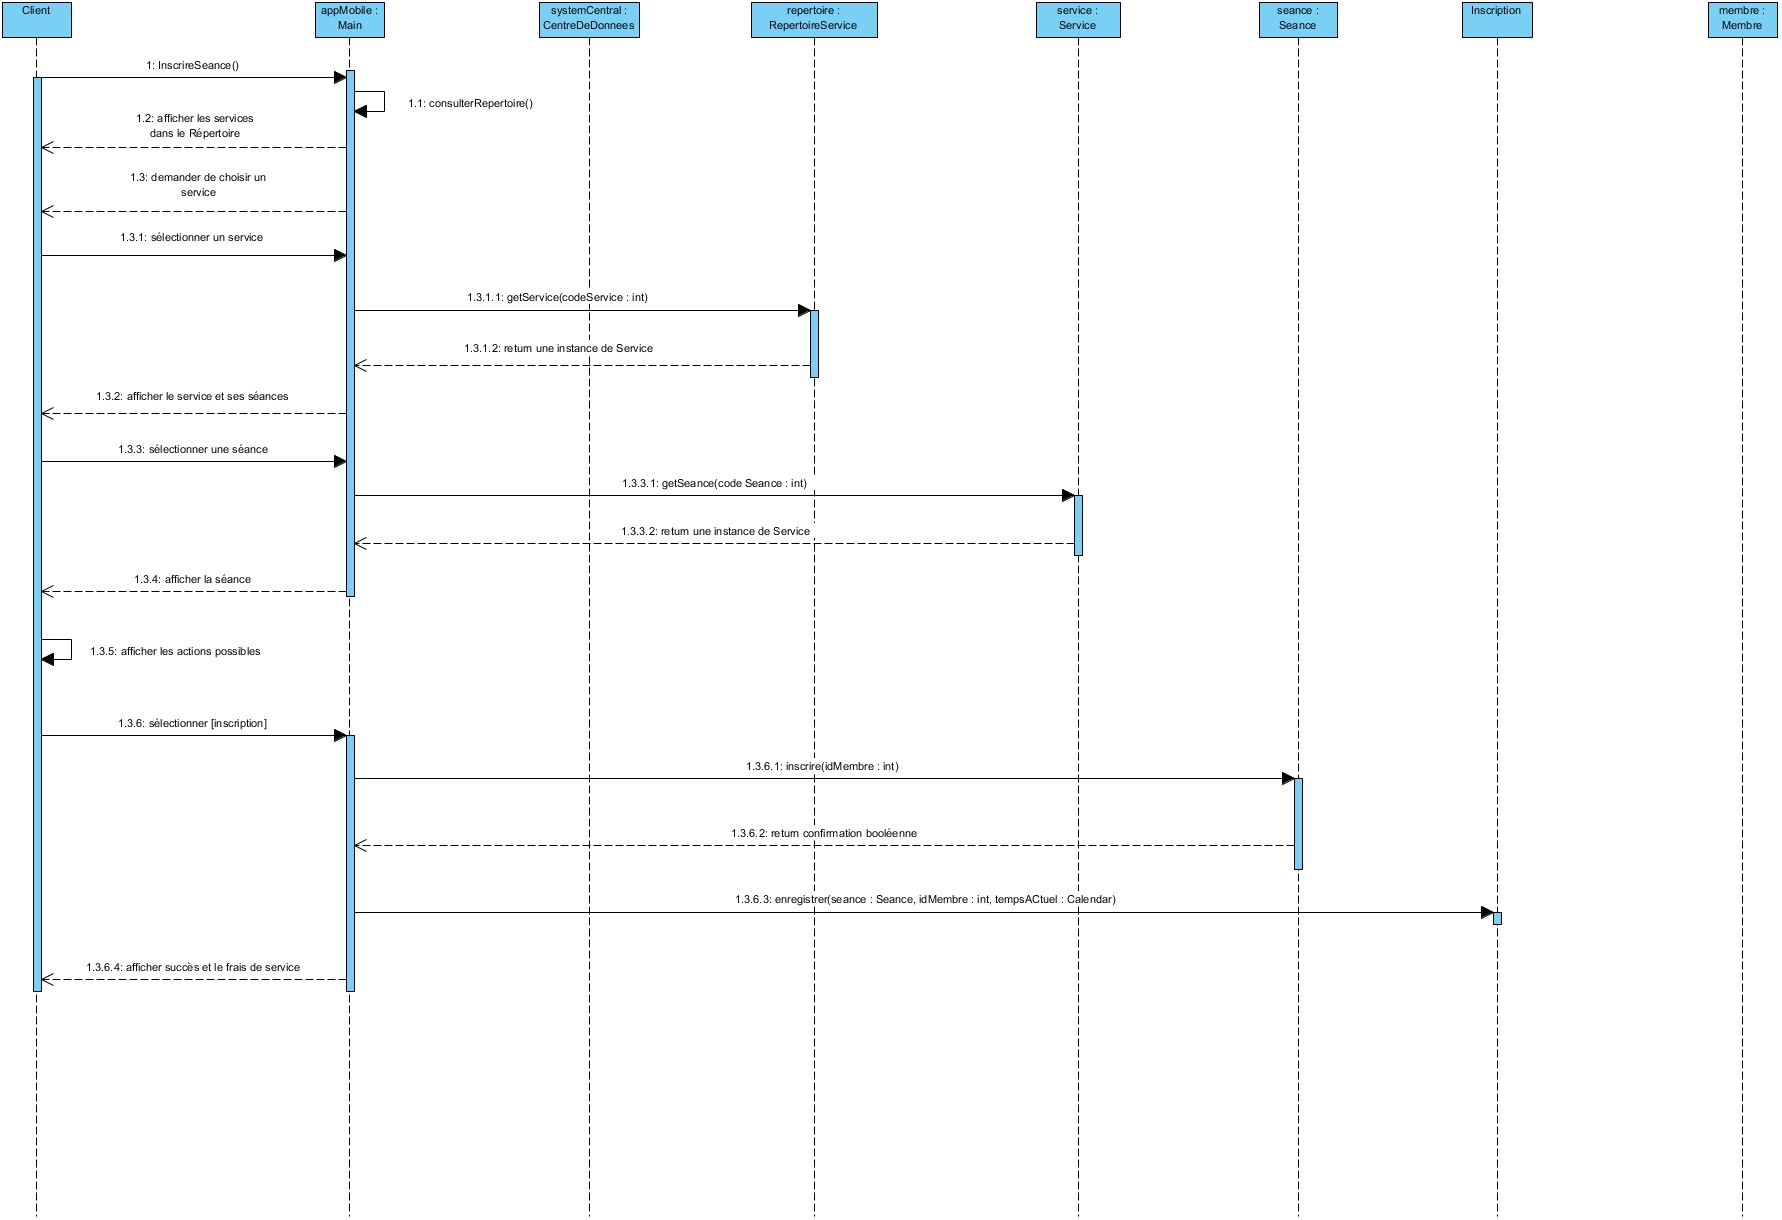 Client
appMobile :
Main
systemCentral :
CentreDeDonnees
repertoire :
RepertoireService
service :
Service
seance :
Seance
Inscription
membre :
Membre
1: InscrireSeance()
1.1: consulterRepertoire()
1.2: afficher les services
dans le Répertoire
1.3: demander de choisir un
service
1.3.1: sélectionner un service
1.3.1.1: getService(codeService : int)
1.3.1.2: return une instance de Service
1.3.2: afficher le service et ses séances
1.3.3: sélectionner une séance
1.3.3.1: getSeance(code Seance : int)
1.3.3.2: return une instance de Service
1.3.4: afficher la séance
1.3.5: afficher les actions possibles
1.3.6: sélectionner [inscription]
1.3.6.1: inscrire(idMembre : int)
1.3.6.2: return confirmation booléenne
1.3.6.3: enregistrer(seance : Seance, idMembre : int, tempsACtuel : Calendar)
1.3.6.4: afficher succès et le frais de service